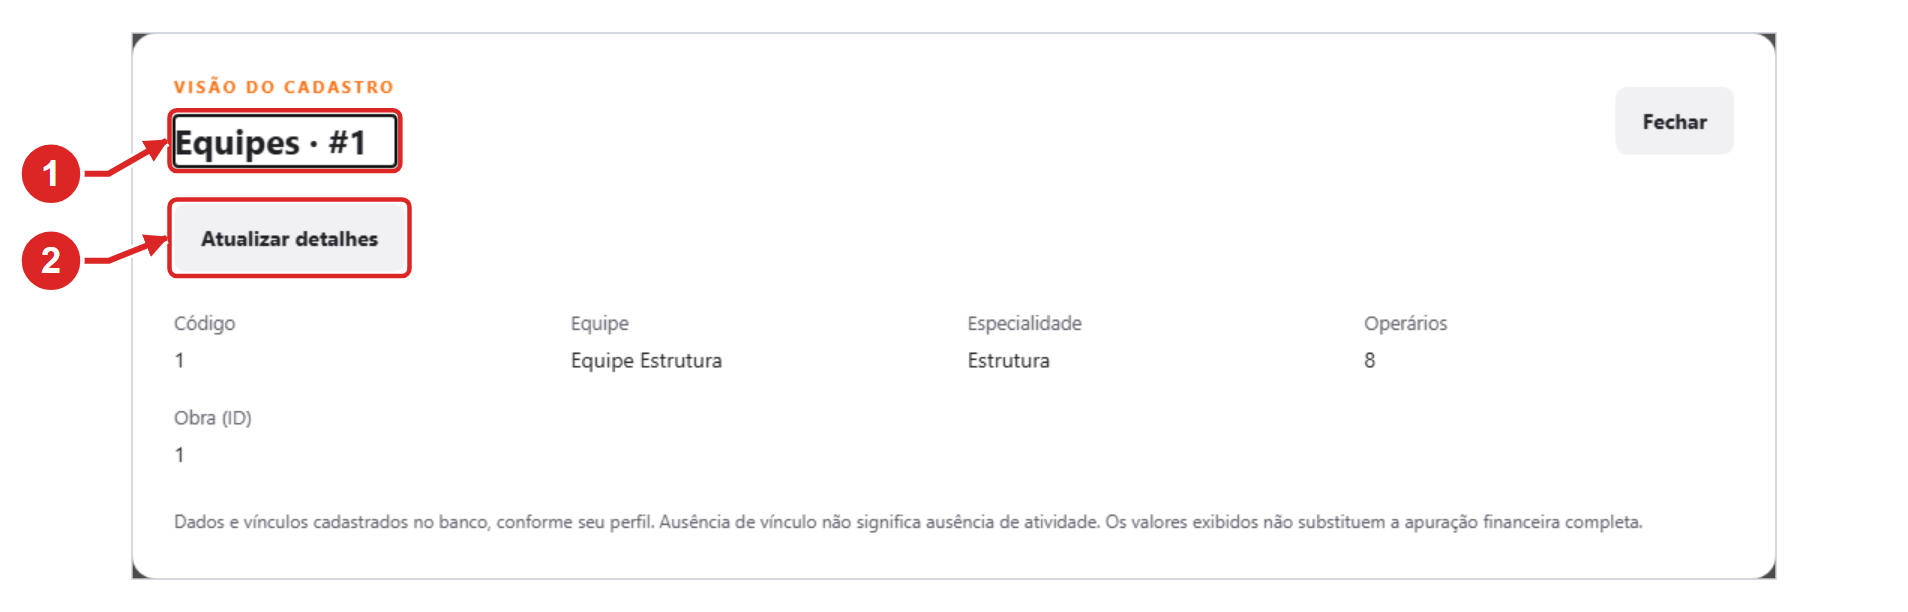 VISÃO DO CADASTRO
Equipes · #1
Fechar
1
Atualizar detalhes
2
Código
Equipe
Especialidade
Operários
1
Equipe Estrutura
Estrutura
8
Obra (ID)
1
Dados e vínculos cadastrados no banco, conforme seu perfil. Ausência de vínculo não significa ausência de atividade. Os valores exibidos não substituem a apuração financeira completa.